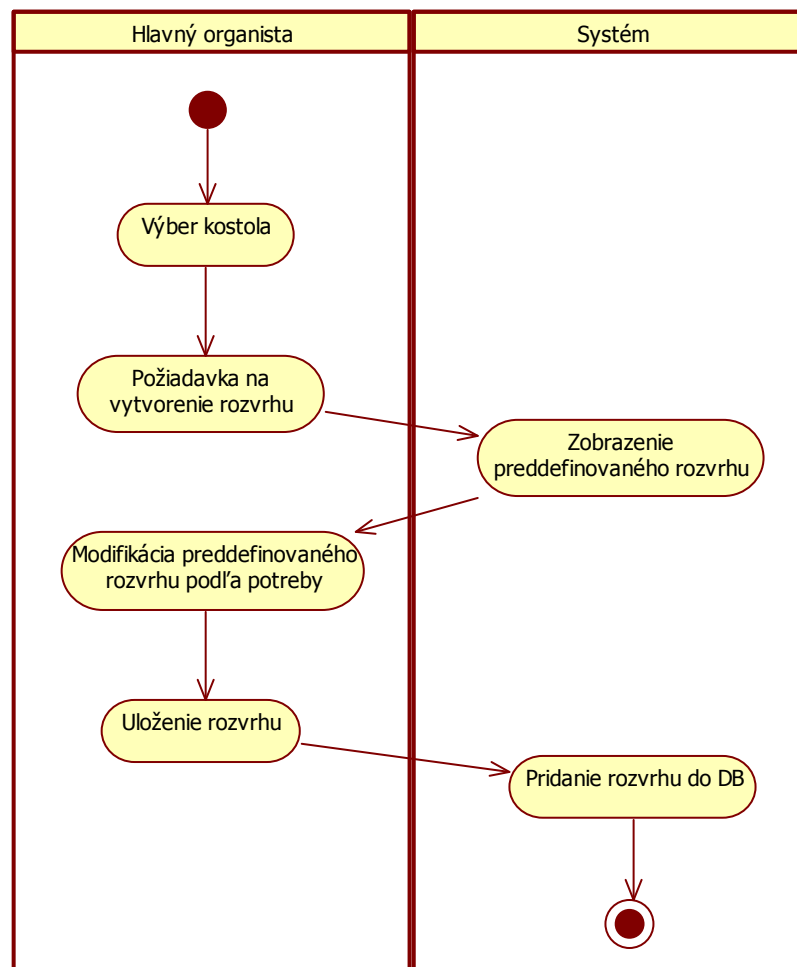 Hlavný organista
Systém
Výber kostola
Požiadavka na
vytvorenie rozvrhu
Zobrazenie
preddefinovaného rozvrhu
Modifikácia preddefinovaného
rozvrhu podľa potreby
Uloženie rozvrhu
Pridanie rozvrhu do DB